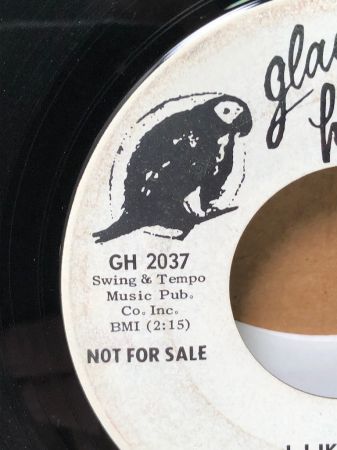 GH 2037
Swing & Tempo
Music Pub.
Co. Inc.
BMI (2:15)
NOT FOR SALE